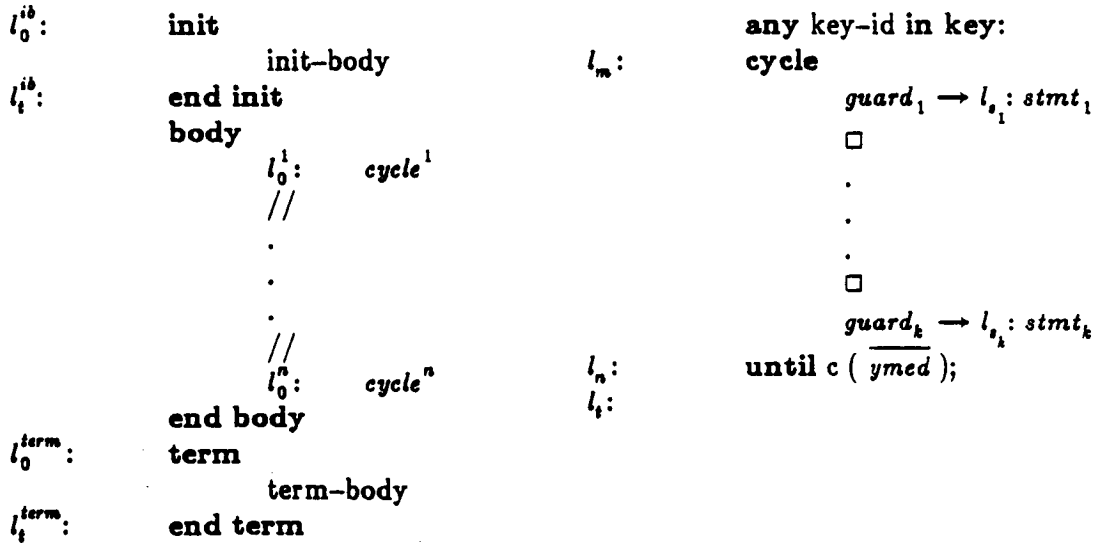 l_0^{ib}: init
init–body
l_t^{ib}: end init
body
l_0^1: cycle^1
//
.
.
.
//
l_0^n: cycle^n
end body
l_0^{term}: term
term–body
l_t^{term}: end term
any key–id in key:
l_m: cycle
guard_1 → l_{s_1}: stmt_1
□
.
.
.
□
guard_k → l_{s_k}: stmt_k
l_n: until c ( \overline{ymed} );
l_t: